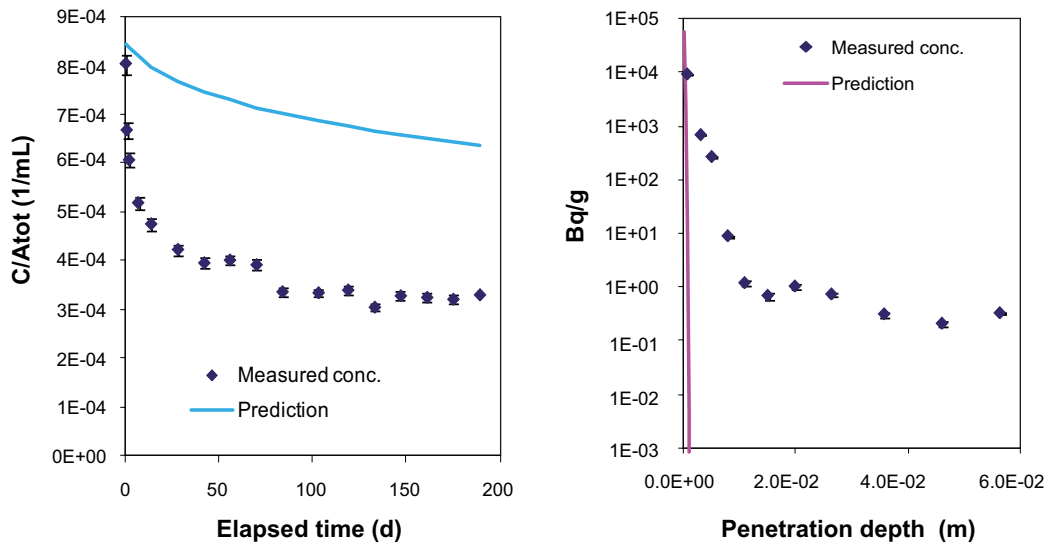 9E-04
8E-04
7E-04
6E-04
5E-04
4E-04
3E-04
2E-04
1E-04
0E+00
C/Atot (1/mL)
Measured conc.
Prediction
0
50
100
150
200
Elapsed time (d)
1E+05
1E+04
1E+03
1E+02
1E+01
1E+00
1E-01
1E-02
1E-03
Bq/g
Measured conc.
Prediction
0.0E+00
2.0E-02
4.0E-02
6.0E-02
Penetration depth (m)